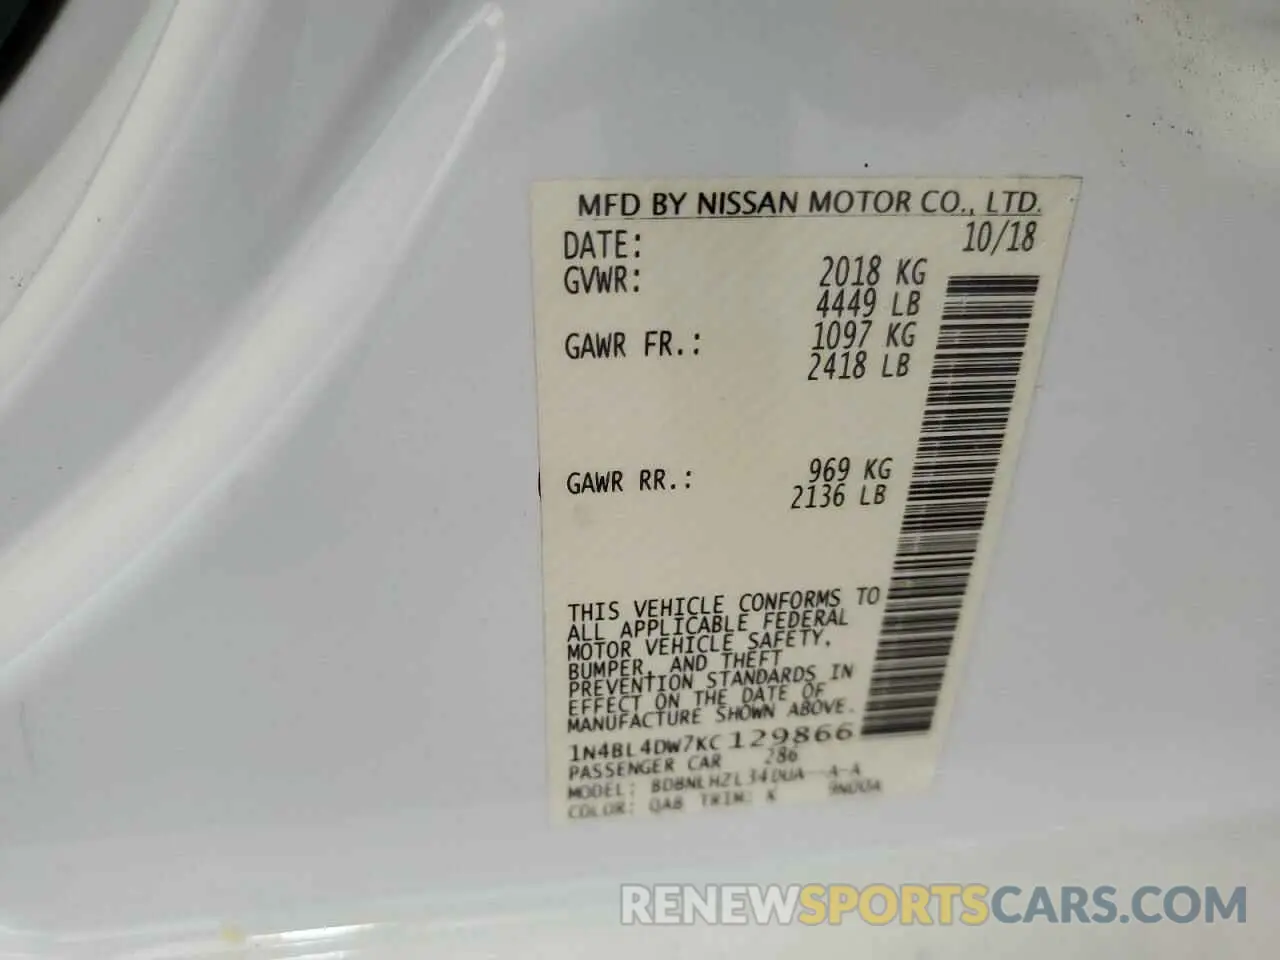 MFD BY NISSAN MOTOR CO., LTD.
DATE: 10/18
GVWR: 2018 KG
4449 LB
GAWR FR.: 1097 KG
2418 LB
GAWR RR.: 969 KG
2136 LB
THIS VEHICLE CONFORMS TO
ALL APPLICABLE FEDERAL
MOTOR VEHICLE SAFETY,
BUMPER, AND THEFT
PREVENTION STANDARDS IN
EFFECT ON THE DATE OF
MANUFACTURE SHOWN ABOVE.
1N4BL4DW7KC129866
PASSENGER CAR 286
MODEL: A-A
COLOR: QAB TRIM: K
RENEWSPORTSCARS.COM